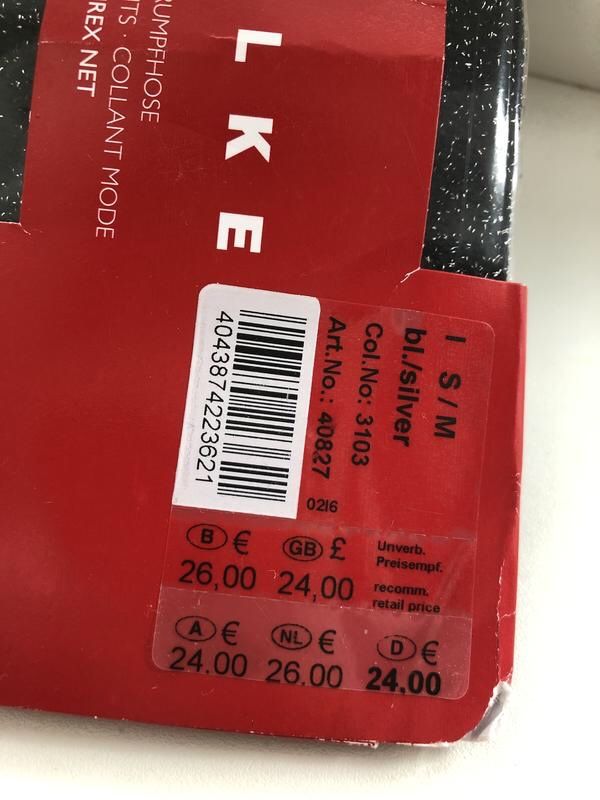 L K E
RUMPFHOSE
TS · COLLANT MODE
REX NET
I S/M
bl./silver
Col.No: 3103
Art.No.: 40827
0216
4043874223621
B € GB £ Unverb.
Preisempf.
26,00 24,00 recomm.
retail price
A € NL € D €
24.00 26.00 24.00